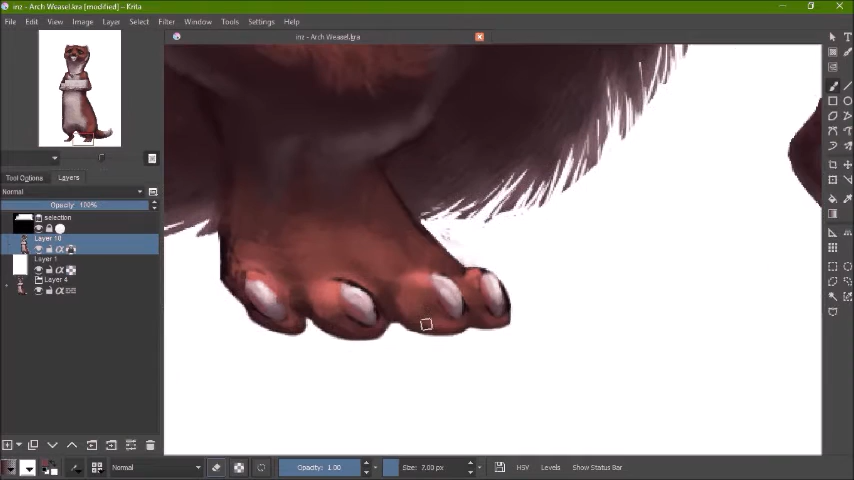 inz - Arch Weasel.kra [modified] - Krita
File Edit View Image Layer Select Filter Window Tools Settings Help
inz - Arch Weasel.kra
Tool Options Layers
Normal
Opacity: 100%
selection
Layer 10
Layer 1
Layer 4
Normal
Opacity: 1.00
Size: 7.00 px
HSY
Levels
Show Status Bar